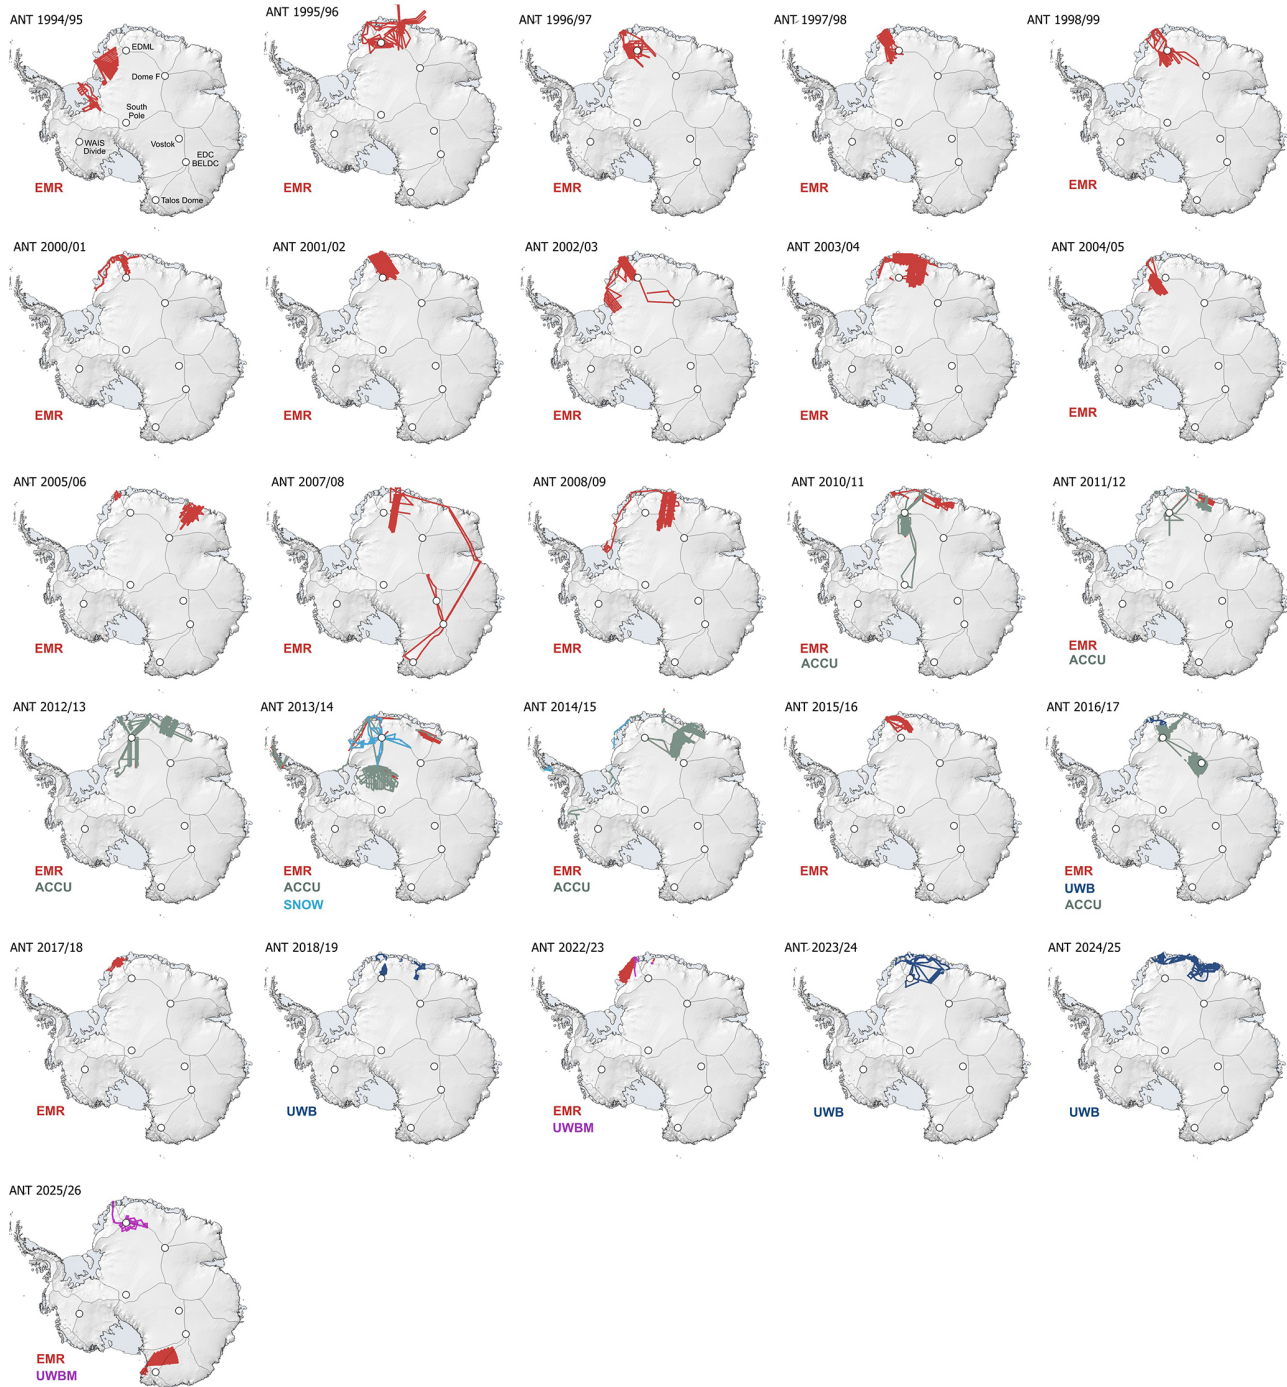 ANT 1994/95
EDML
Dome F
South
Pole
WAIS
Divide
Vostok
EDC
BELDC
Talos Dome
EMR
ANT 1995/96
EMR
ANT 1996/97
EMR
ANT 1997/98
EMR
ANT 1998/99
EMR
ANT 2000/01
EMR
ANT 2001/02
EMR
ANT 2002/03
EMR
ANT 2003/04
EMR
ANT 2004/05
EMR
ANT 2005/06
EMR
ANT 2007/08
EMR
ANT 2008/09
EMR
ANT 2010/11
EMR
ACCU
ANT 2011/12
EMR
ACCU
ANT 2012/13
EMR
ACCU
ANT 2013/14
EMR
ACCU
SNOW
ANT 2014/15
EMR
ACCU
ANT 2015/16
EMR
ANT 2016/17
EMR
UWB
ACCU
ANT 2017/18
EMR
ANT 2018/19
UWB
ANT 2022/23
EMR
UWBM
ANT 2023/24
UWB
ANT 2024/25
UWB
ANT 2025/26
EMR
UWBM